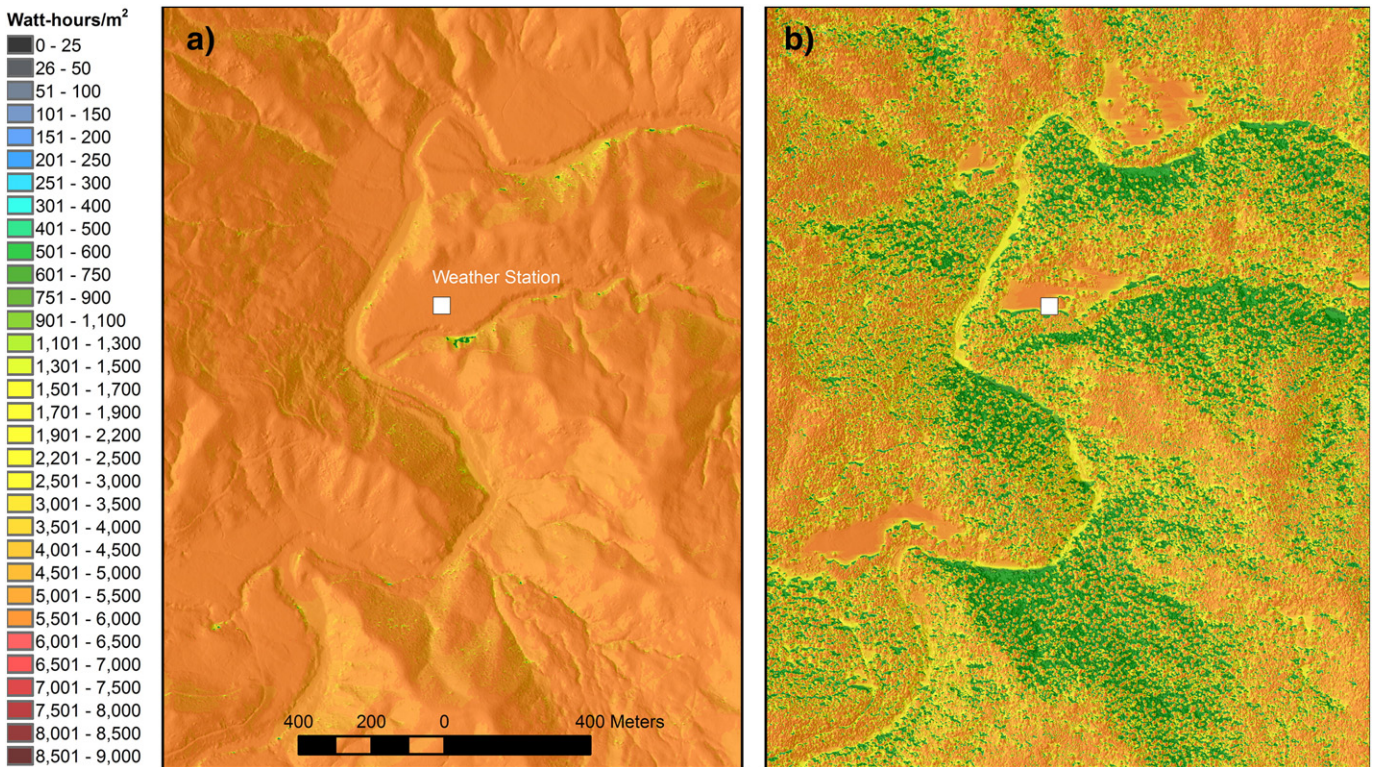 Watt-hours/m²
0 - 25
26 - 50
51 - 100
101 - 150
151 - 200
201 - 250
251 - 300
301 - 400
401 - 500
501 - 600
601 - 750
751 - 900
901 - 1,100
1,101 - 1,300
1,301 - 1,500
1,501 - 1,700
1,701 - 1,900
1,901 - 2,200
2,201 - 2,500
2,501 - 3,000
3,001 - 3,500
3,501 - 4,000
4,001 - 4,500
4,501 - 5,000
5,001 - 5,500
5,501 - 6,000
6,001 - 6,500
6,501 - 7,000
7,001 - 7,500
7,501 - 8,000
8,001 - 8,500
8,501 - 9,000
a)
Weather Station
400 200 0 400 Meters
b)